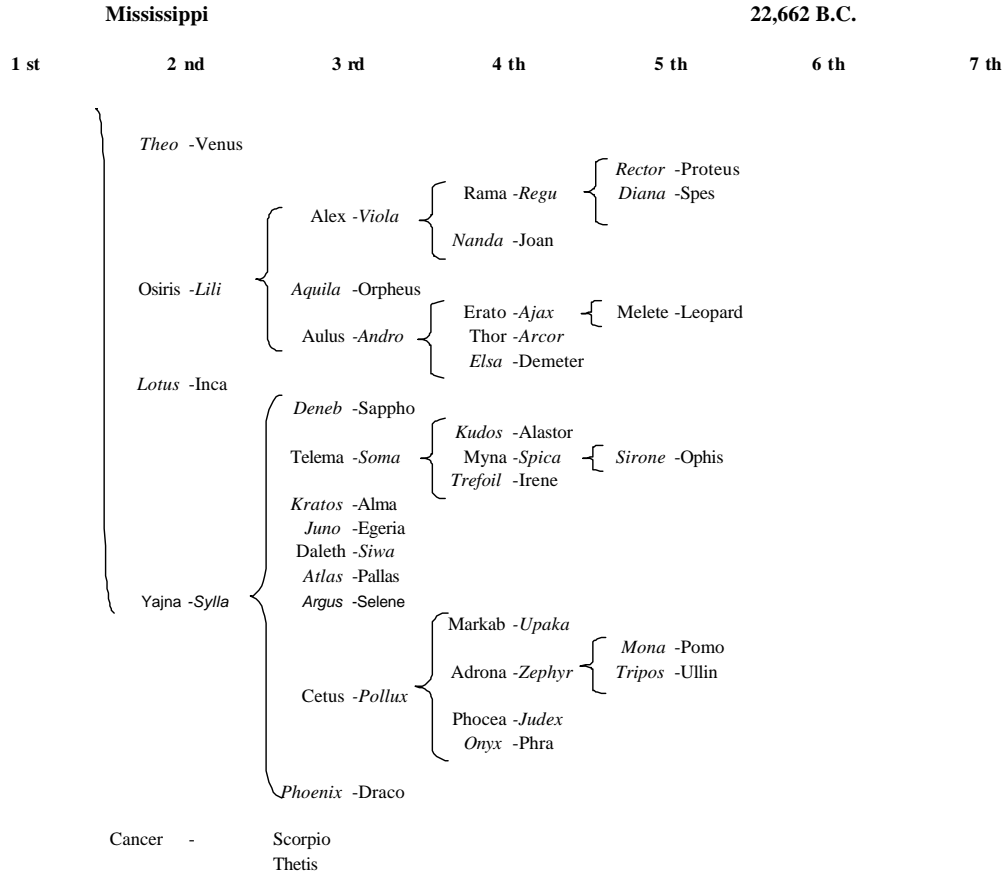 Mississippi 22,662 B.C.
1 st 2 nd 3 rd 4 th 5 th 6 th 7 th
Theo -Venus
Rector -Proteus
Rama -Regu Diana -Spes
Alex -Viola
Nanda -Joan
Osiris -Lili Aquila -Orpheus
Erato -Ajax Melete -Leopard
Aulus -Andro Thor -Arcor
Elsa -Demeter
Lotus -Inca
Deneb -Sappho
Kudos -Alastor
Telema -Soma Myna -Spica Sirone -Ophis
Trefoil -Irene
Kratos -Alma
Juno -Egeria
Daleth -Siwa
Atlas -Pallas
Yajna -Sylla Argus -Selene
Markab -Upaka
Mona -Pomo
Adrona -Zephyr Tripos -Ullin
Cetus -Pollux
Phocea -Judex
Onyx -Phra
Phoenix -Draco
Cancer - Scorpio
Thetis